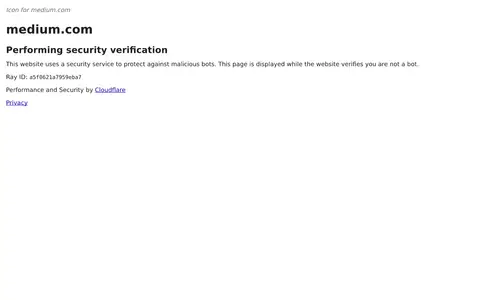 Icon for medium.com
medium.com
Performing security verification
This website uses a security service to protect against malicious bots. This page is displayed while the website verifies you are not a bot.
Ray ID: a5f0621a7959eba7
Performance and Security by Cloudflare
Privacy